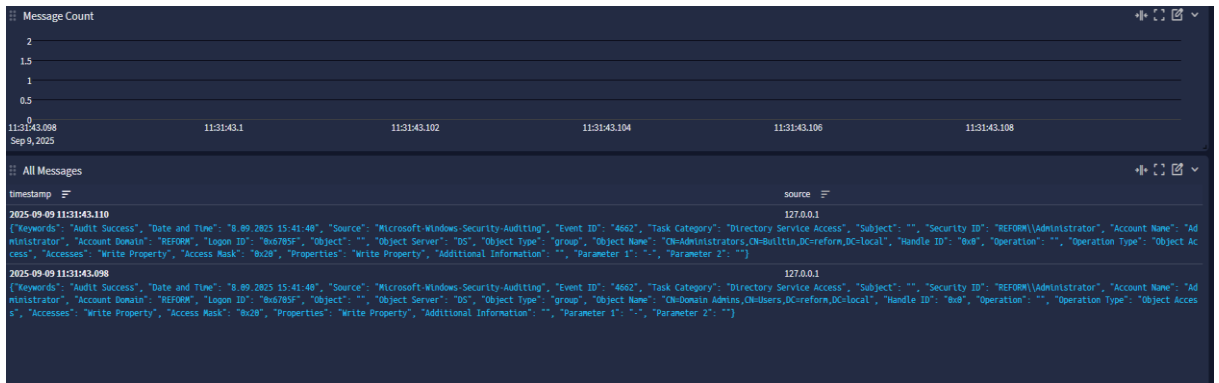 Message Count
2
1.5
1
0.5
0
11:31:43.098
11:31:43.1
11:31:43.102
11:31:43.104
11:31:43.106
11:31:43.108
Sep 9, 2025
All Messages
timestamp
source
2025-09-09 11:31:43.110
127.0.0.1
{"Keywords": "Audit Success", "Date and Time": "8.09.2025 15:41:40", "Source": "Microsoft-Windows-Security-Auditing", "Event ID": "4662", "Task Category": "Directory Service Access", "Subject": "", "Security ID": "REFORM\\Administrator", "Account Name": "Ad
ministrator", "Account Domain": "REFORM", "Logon ID": "0x6705F", "Object": "", "Object Server": "DS", "Object Type": "group", "Object Name": "CN=Administrators,CN=Builtin,DC=reform,DC=local", "Handle ID": "0x0", "Operation": "", "Operation Type": "Object Ac
cess", "Accesses": "Write Property", "Access Mask": "0x20", "Properties": "Write Property", "Additional Information": "", "Parameter 1": "-", "Parameter 2": ""}
2025-09-09 11:31:43.098
127.0.0.1
{"Keywords": "Audit Success", "Date and Time": "8.09.2025 15:41:40", "Source": "Microsoft-Windows-Security-Auditing", "Event ID": "4662", "Task Category": "Directory Service Access", "Subject": "", "Security ID": "REFORM\\Administrator", "Account Name": "Ad
ministrator", "Account Domain": "REFORM", "Logon ID": "0x6705F", "Object": "", "Object Server": "DS", "Object Type": "group", "Object Name": "CN=Domain Admins,CN=Users,DC=reform,DC=local", "Handle ID": "0x0", "Operation": "", "Operation Type": "Object Acces
s", "Accesses": "Write Property", "Access Mask": "0x20", "Properties": "Write Property", "Additional Information": "", "Parameter 1": "-", "Parameter 2": ""}